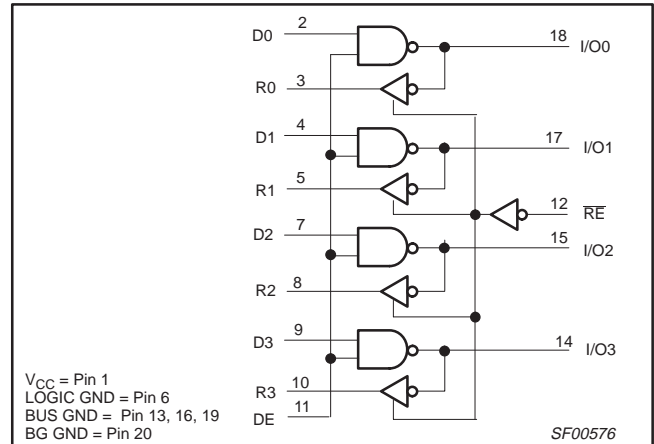 D0 2 18 I/O0
R0 3
D1 4 17 I/O1
R1 5 12 RE
D2 7 15 I/O2
R2 8
D3 9 14 I/O3
R3 10
DE 11
VCC = Pin 1
LOGIC GND = Pin 6
BUS GND = Pin 13, 16, 19
BG GND = Pin 20
SF00576